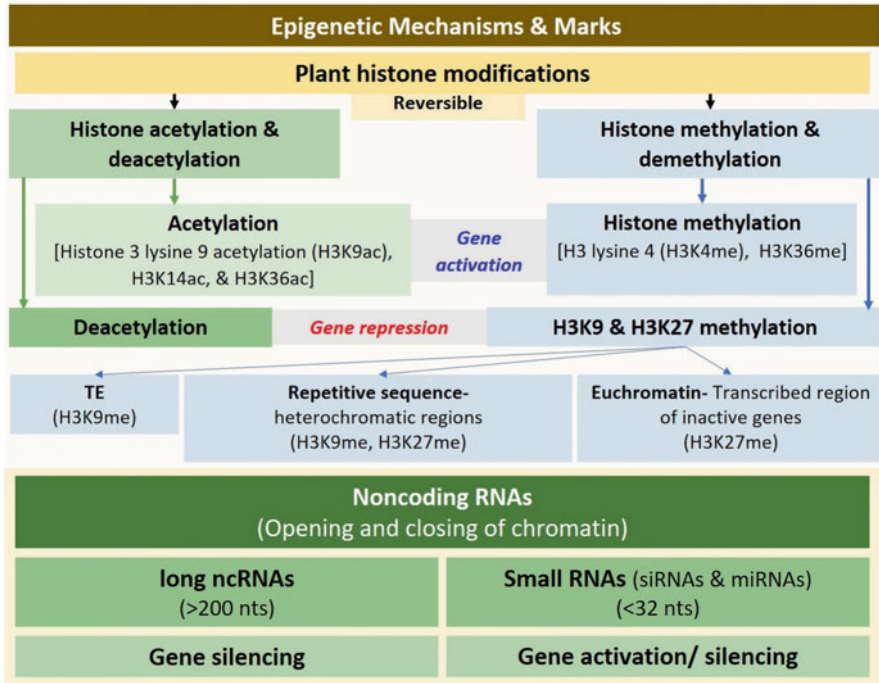 Epigenetic Mechanisms & Marks
Plant histone modifications
Reversible
Histone acetylation &
deacetylation
Histone methylation &
demethylation
Acetylation
[Histone 3 lysine 9 acetylation (H3K9ac),
H3K14ac, & H3K36ac]
Gene
activation
Histone methylation
[H3 lysine 4 (H3K4me), H3K36me]
Deacetylation
Gene repression
H3K9 & H3K27 methylation
TE
(H3K9me)
Repetitive sequence-
heterochromatic regions
(H3K9me, H3K27me)
Euchromatin- Transcribed region
of inactive genes
(H3K27me)
Noncoding RNAs
(Opening and closing of chromatin)
long ncRNAs
(>200 nts)
Small RNAs (siRNAs & miRNAs)
(<32 nts)
Gene silencing
Gene activation/ silencing